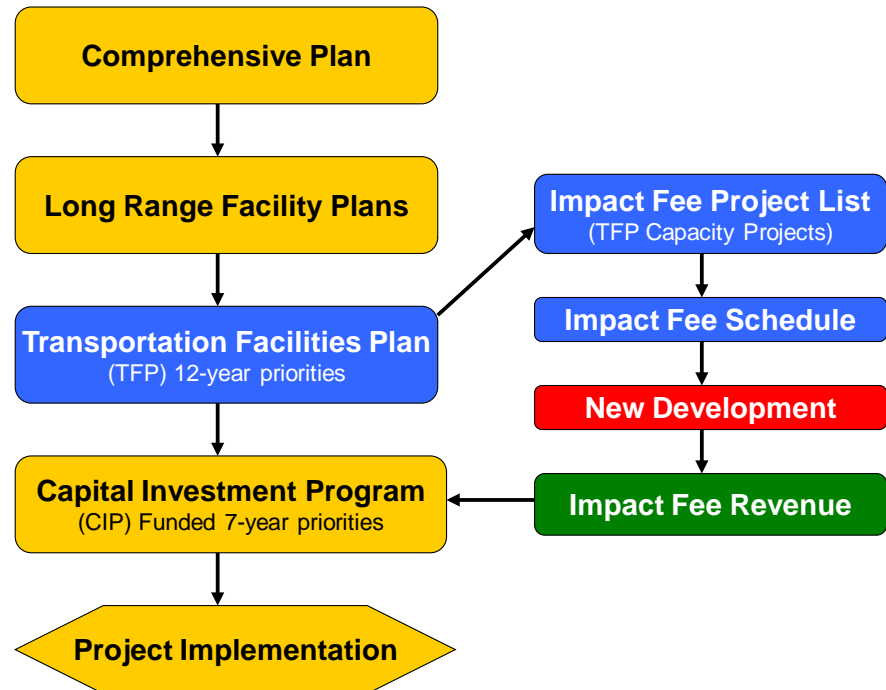 Comprehensive Plan
Long Range Facility Plans
Transportation Facilities Plan
(TFP) 12-year priorities
Capital Investment Program
(CIP) Funded 7-year priorities
Project Implementation
Impact Fee Project List
(TFP Capacity Projects)
Impact Fee Schedule
New Development
Impact Fee Revenue